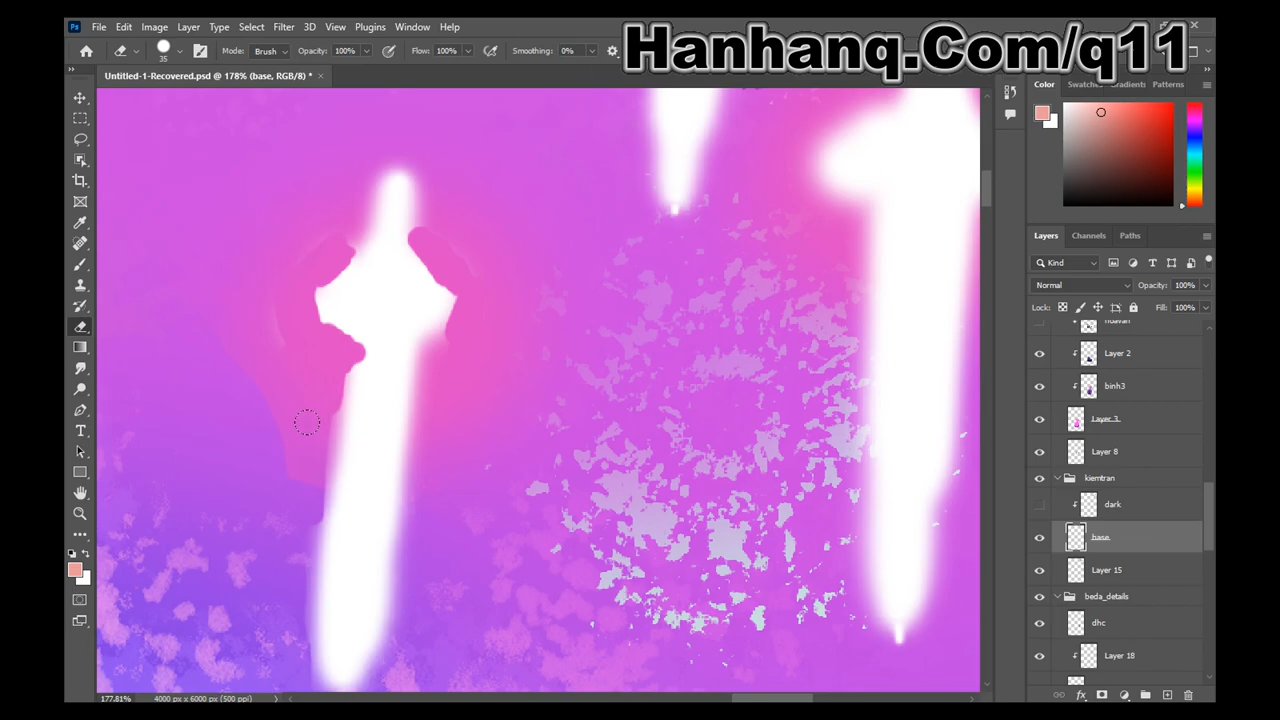 Ps File Edit Image Layer Type Select Filter 3D View Plugins Window Help
Hanhanq.Com/q11
35 Mode: Brush Opacity: 100% Flow: 100% Smoothing: 0%
Untitled-1-Recovered.psd @ 178% (base, RGB/8) *
Color Swatches Gradients Patterns
Layers Channels Paths
Kind
Normal Opacity: 100%
Lock: Fill: 100%
Layer 2
binh3
Layer 3
Layer 8
kiemtran
dark
base
Layer 15
beda_details
dhc
Layer 18
177.81% 4000 px x 6000 px (500 ppi)